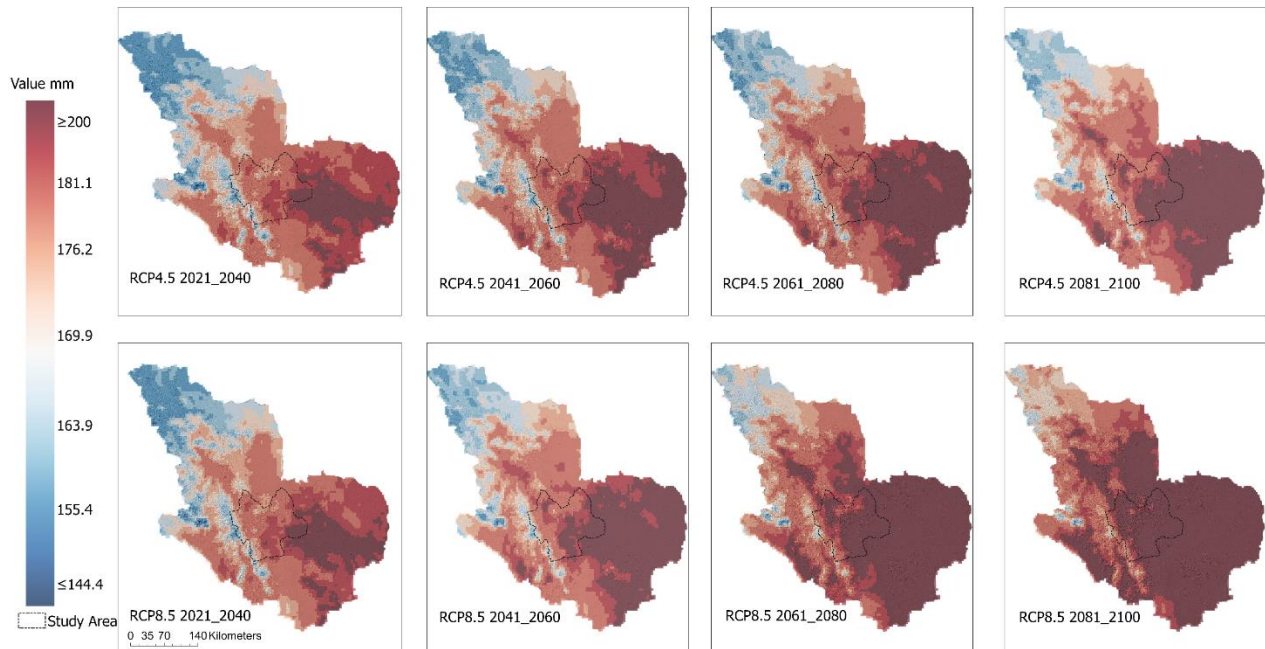 Value mm
≥200
181.1
176.2
169.9
163.9
155.4
≤144.4
Study Area
RCP4.5 2021_2040
RCP4.5 2041_2060
RCP4.5 2061_2080
RCP4.5 2081_2100
RCP8.5 2021_2040
RCP8.5 2041_2060
RCP8.5 2061_2080
RCP8.5 2081_2100
0 35 70 140 Kilometers